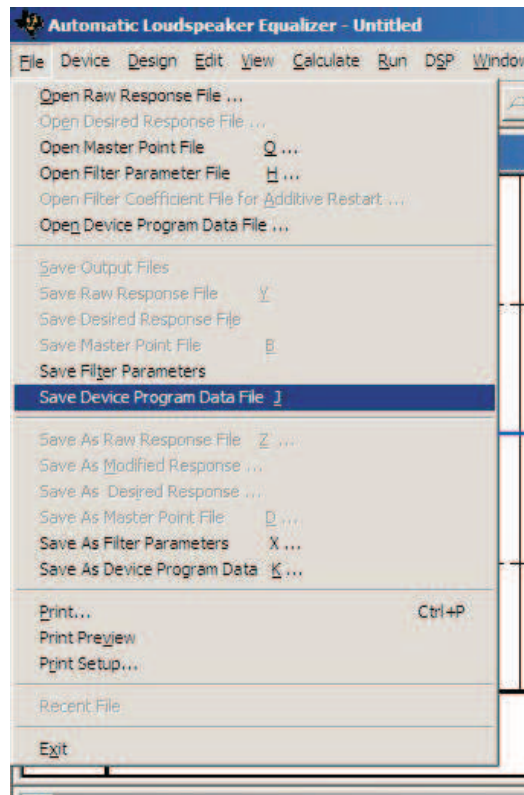 Automatic Loudspeaker Equalizer - Untitled
File Device Design Edit View Calculate Run DSP Window
Open Raw Response File ...
Open Desired Response File ...
Open Master Point File Q ...
Open Filter Parameter File H ...
Open Filter Coefficient File for Additive Restart ...
Open Device Program Data File ...
Save Output Files
Save Raw Response File Y
Save Desired Response File
Save Master Point File B
Save Filter Parameters
Save Device Program Data File J
Save As Raw Response File Z ...
Save As Modified Response ...
Save As Desired Response ...
Save As Master Point File D ...
Save As Filter Parameters X ...
Save As Device Program Data K ...
Print... Ctrl+P
Print Preview
Print Setup...
Recent File
Exit